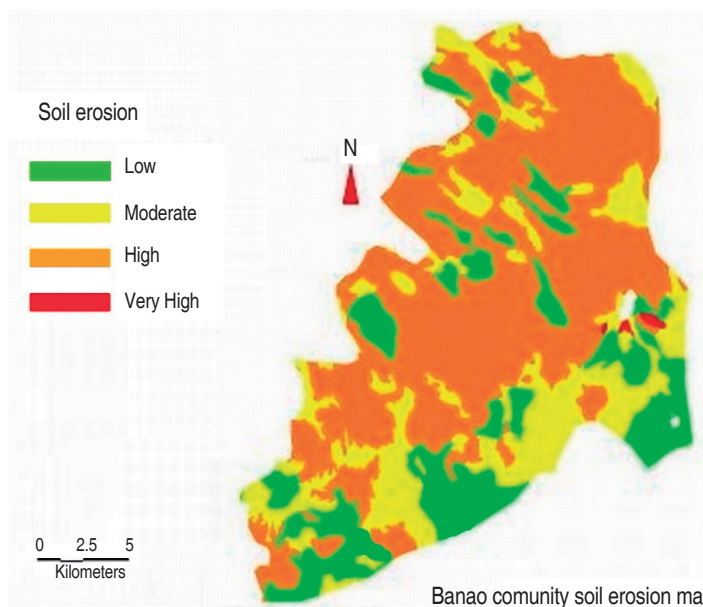 Soil erosion
Low
Moderate
High
Very High
N
0 2.5 5
Kilometers
Banao comunity soil erosion ma